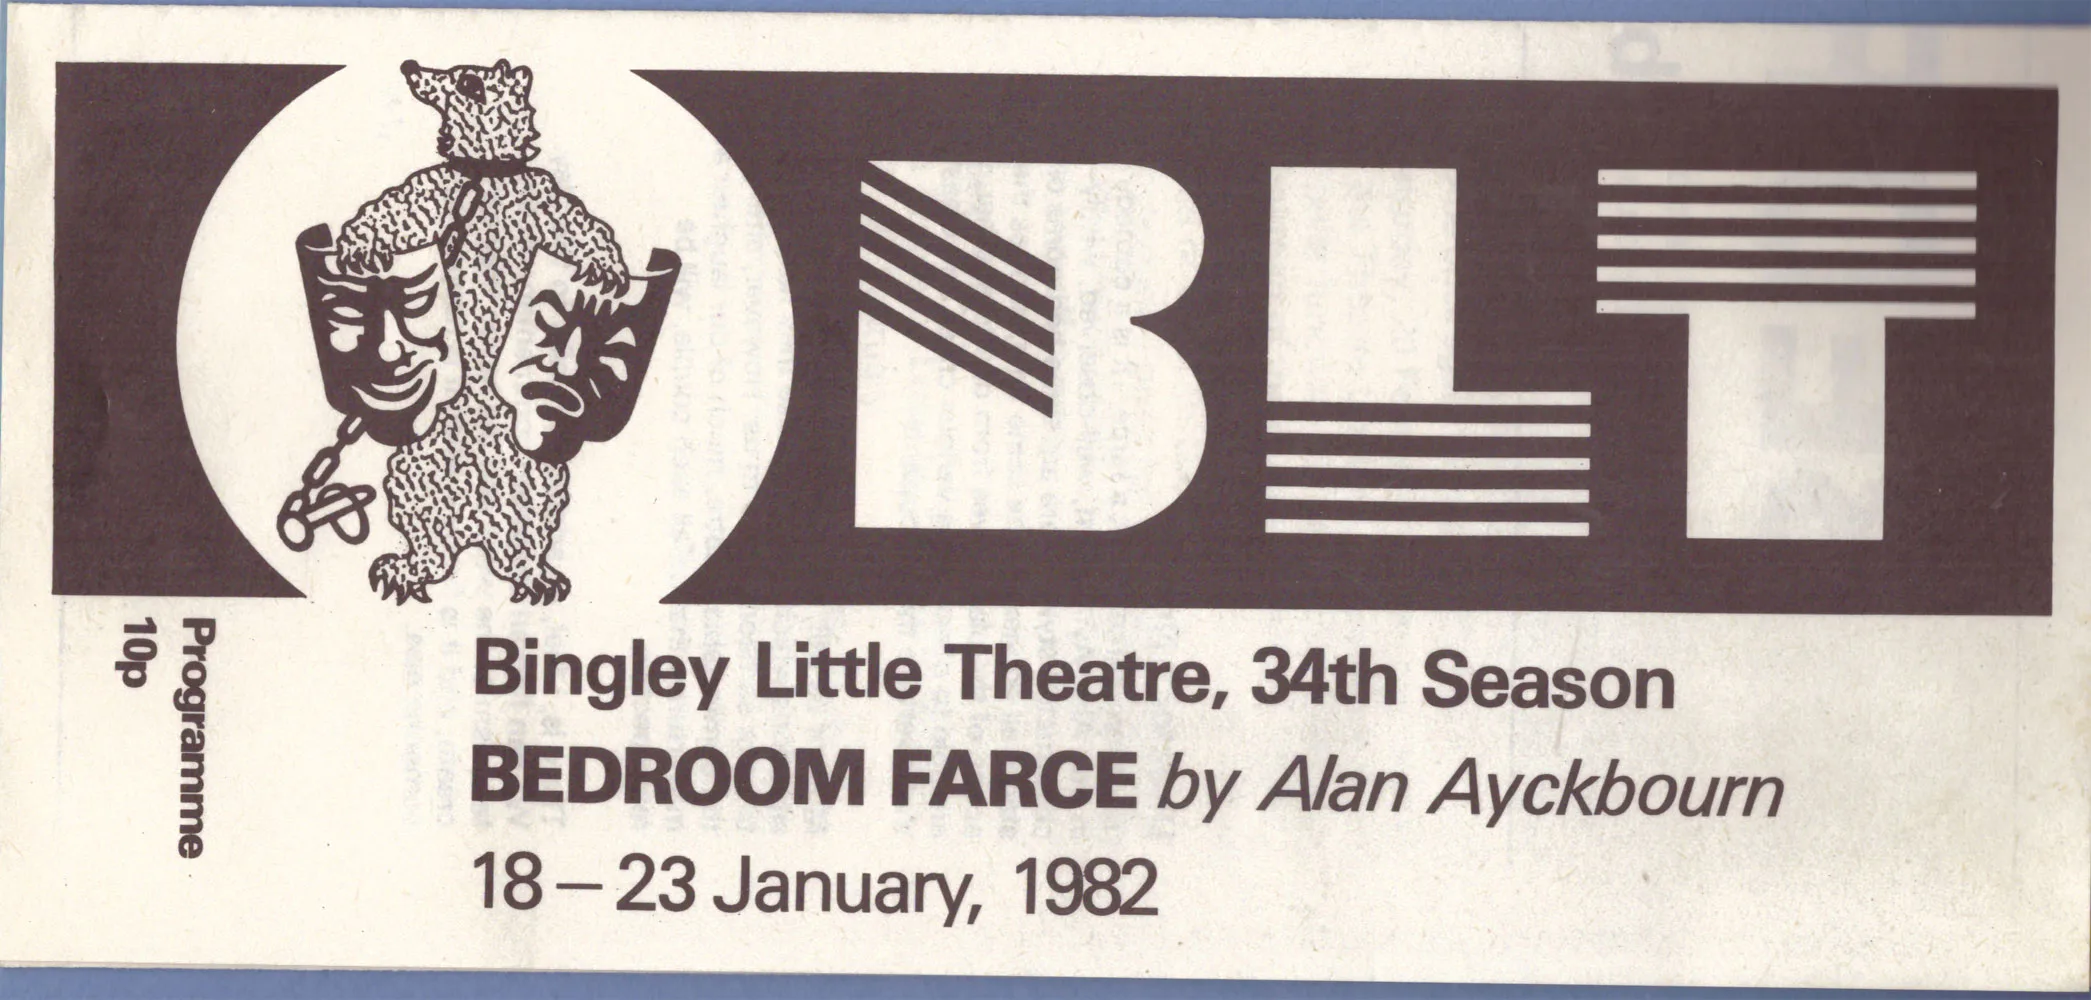 BLT
Programme
10p
Bingley Little Theatre, 34th Season
BEDROOM FARCE by Alan Ayckbourn
18 – 23 January, 1982